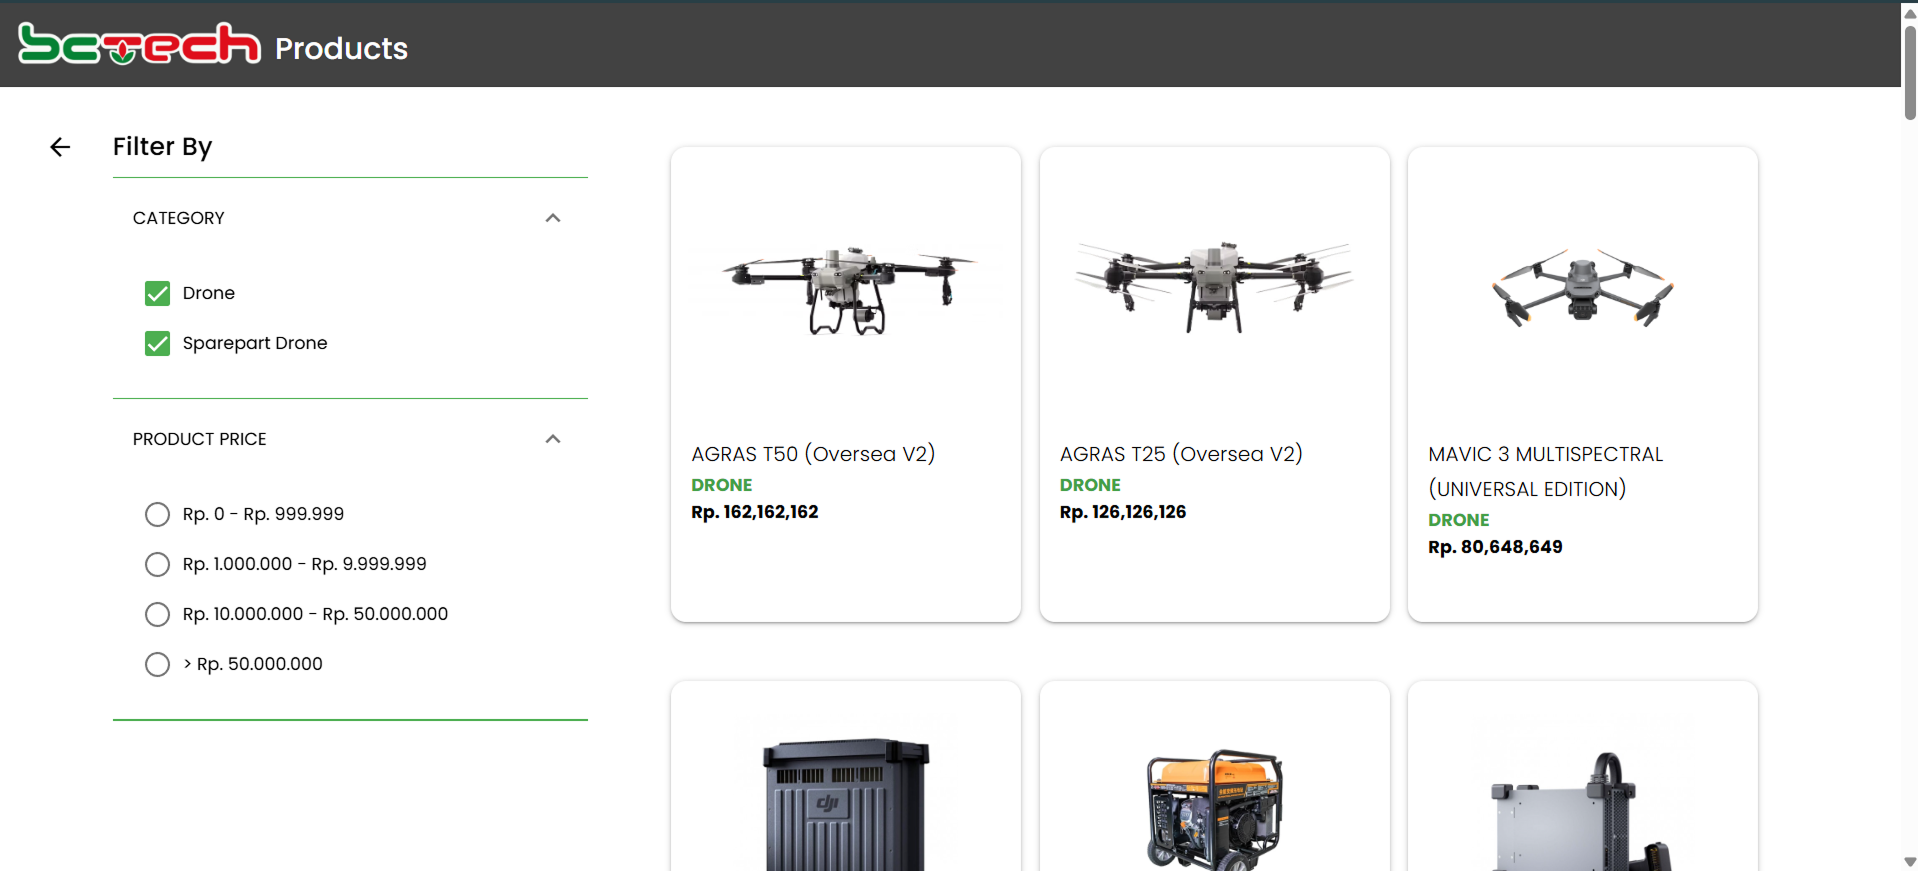 bctech Products
Filter By
CATEGORY
Drone
Sparepart Drone
PRODUCT PRICE
Rp. 0 - Rp. 999.999
Rp. 1.000.000 - Rp. 9.999.999
Rp. 10.000.000 - Rp. 50.000.000
> Rp. 50.000.000
AGRAS T50 (Oversea V2)
DRONE
Rp. 162,162,162
AGRAS T25 (Oversea V2)
DRONE
Rp. 126,126,126
MAVIC 3 MULTISPECTRAL
(UNIVERSAL EDITION)
DRONE
Rp. 80,648,649
dji